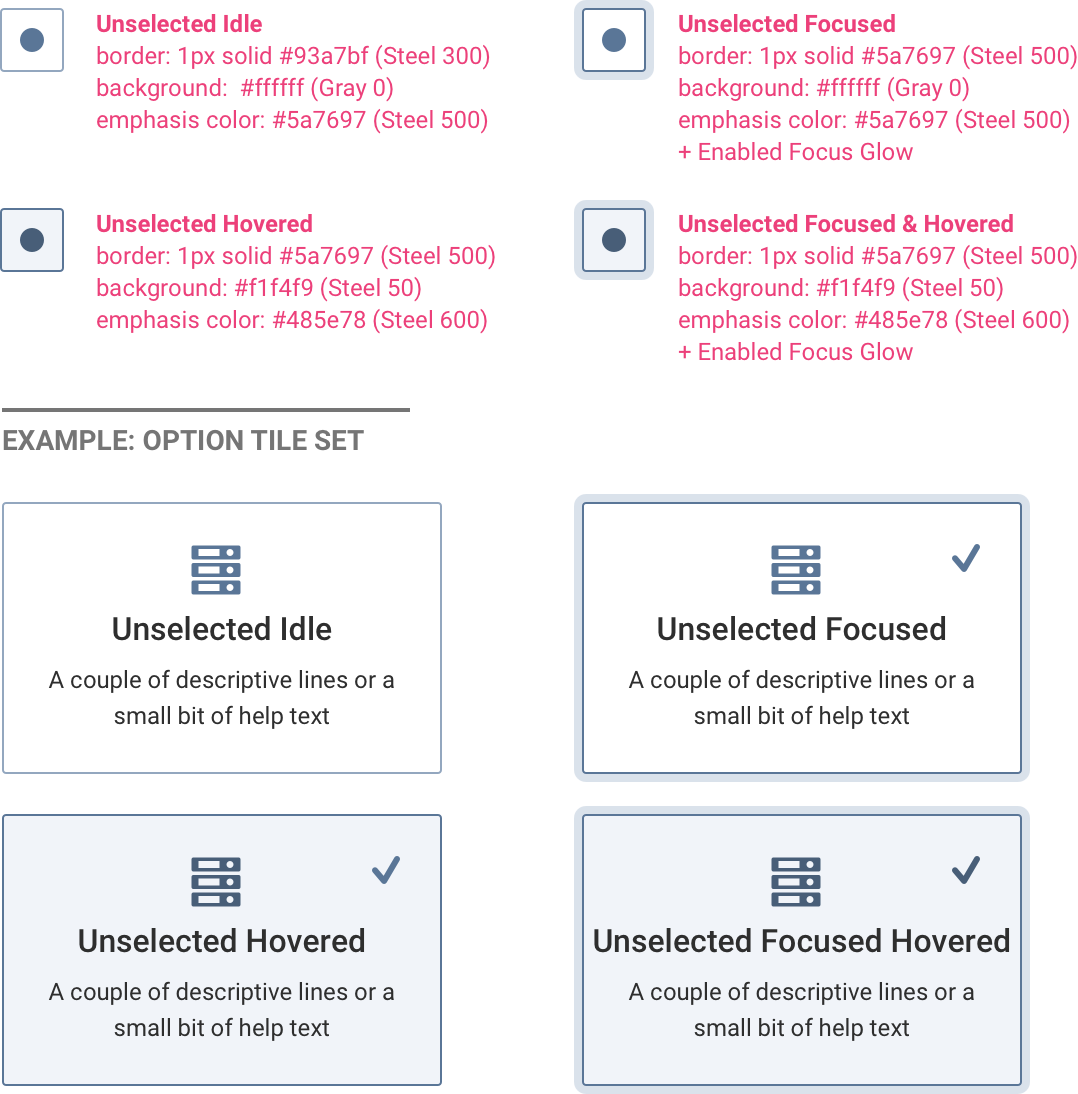 Unselected Idle
border: 1px solid #93a7bf (Steel 300)
background:  #ffffff (Gray 0)
emphasis color: #5a7697 (Steel 500)
Unselected Focused
border: 1px solid #5a7697 (Steel 500)
background: #ffffff (Gray 0)
emphasis color: #5a7697 (Steel 500)
+ Enabled Focus Glow
Unselected Hovered
border: 1px solid #5a7697 (Steel 500)
background: #f1f4f9 (Steel 50)
emphasis color: #485e78 (Steel 600)
Unselected Focused & Hovered
border: 1px solid #5a7697 (Steel 500)
background: #f1f4f9 (Steel 50)
emphasis color: #485e78 (Steel 600)
+ Enabled Focus Glow
EXAMPLE: OPTION TILE SET
Unselected Idle
A couple of descriptive lines or a
small bit of help text
Unselected Focused
A couple of descriptive lines or a
small bit of help text
Unselected Hovered
A couple of descriptive lines or a
small bit of help text
Unselected Focused Hovered
A couple of descriptive lines or a
small bit of help text